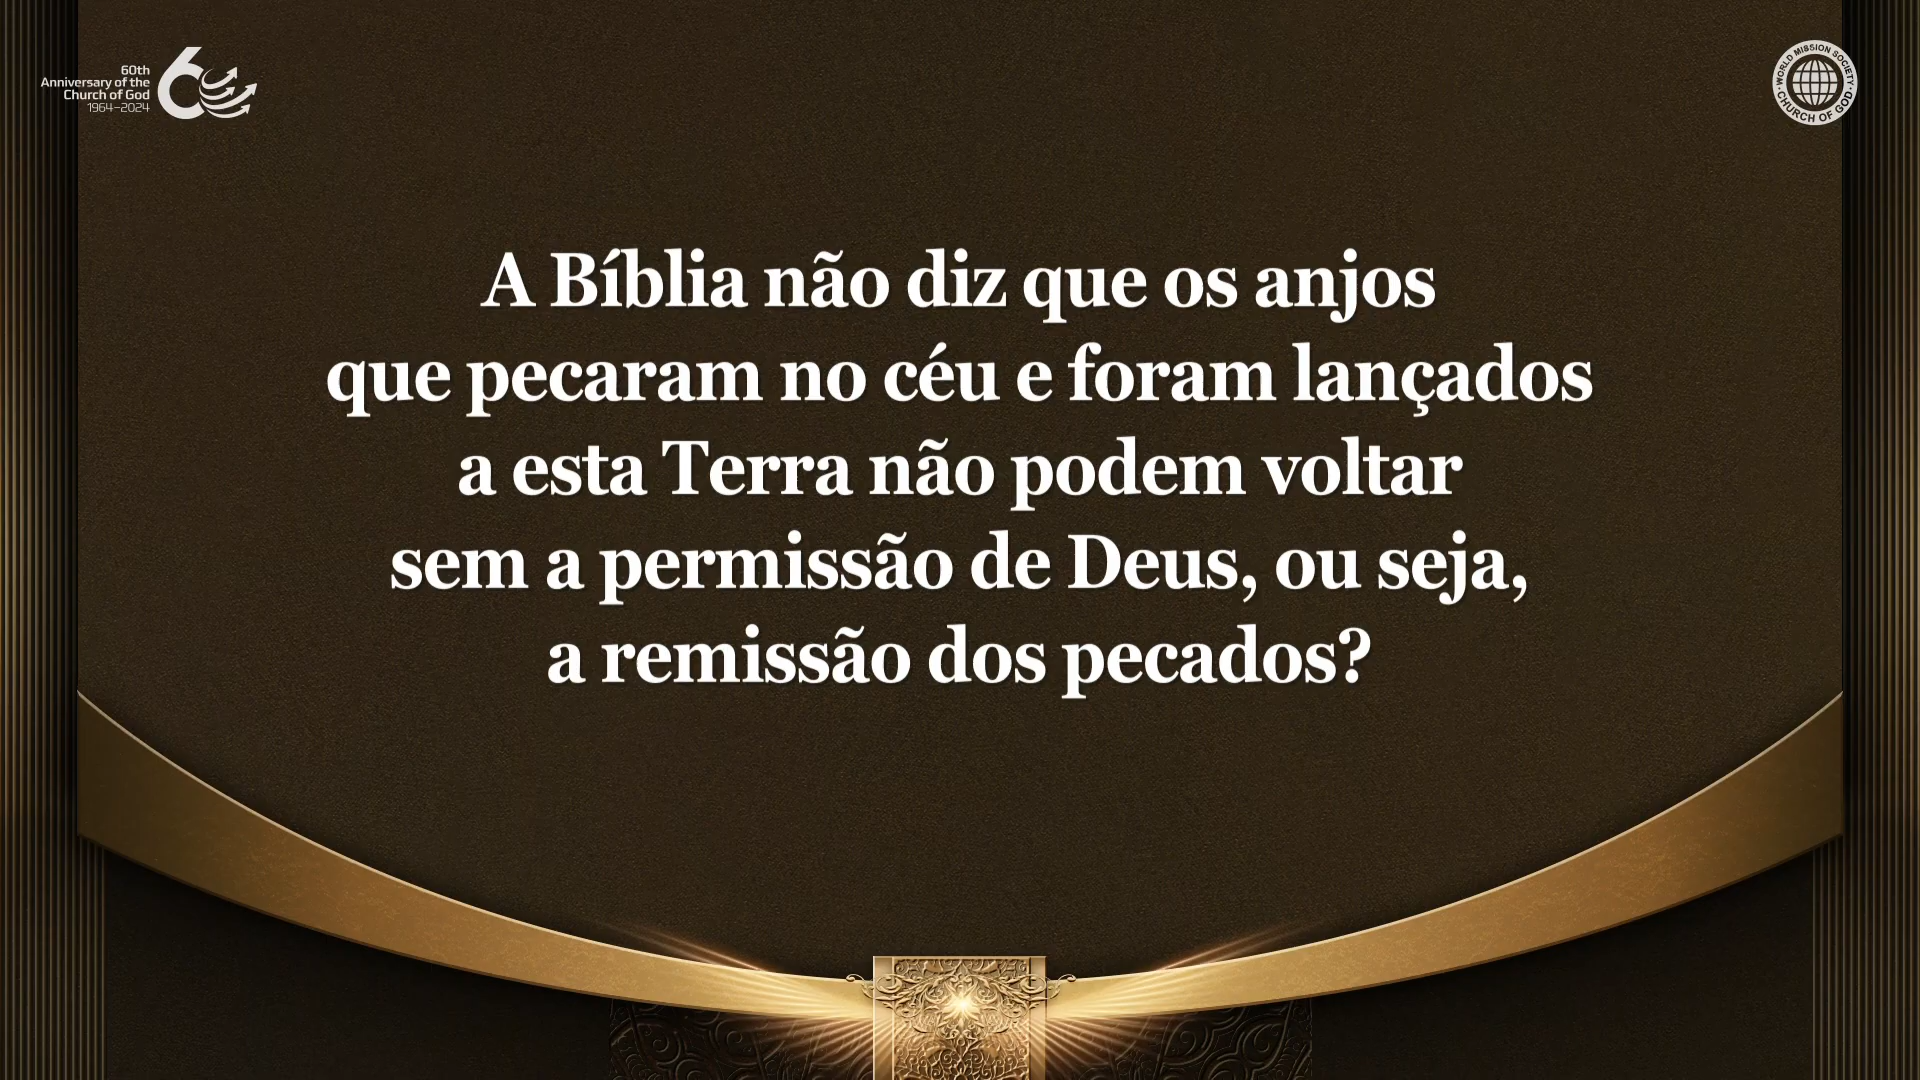 60th
Anniversary of the
Church of God
1964–2024
WORLD MISSION SOCIETY
CHURCH OF GOD
A Bíblia não diz que os anjos
que pecaram no céu e foram lançados
a esta Terra não podem voltar
sem a permissão de Deus, ou seja,
a remissão dos pecados?